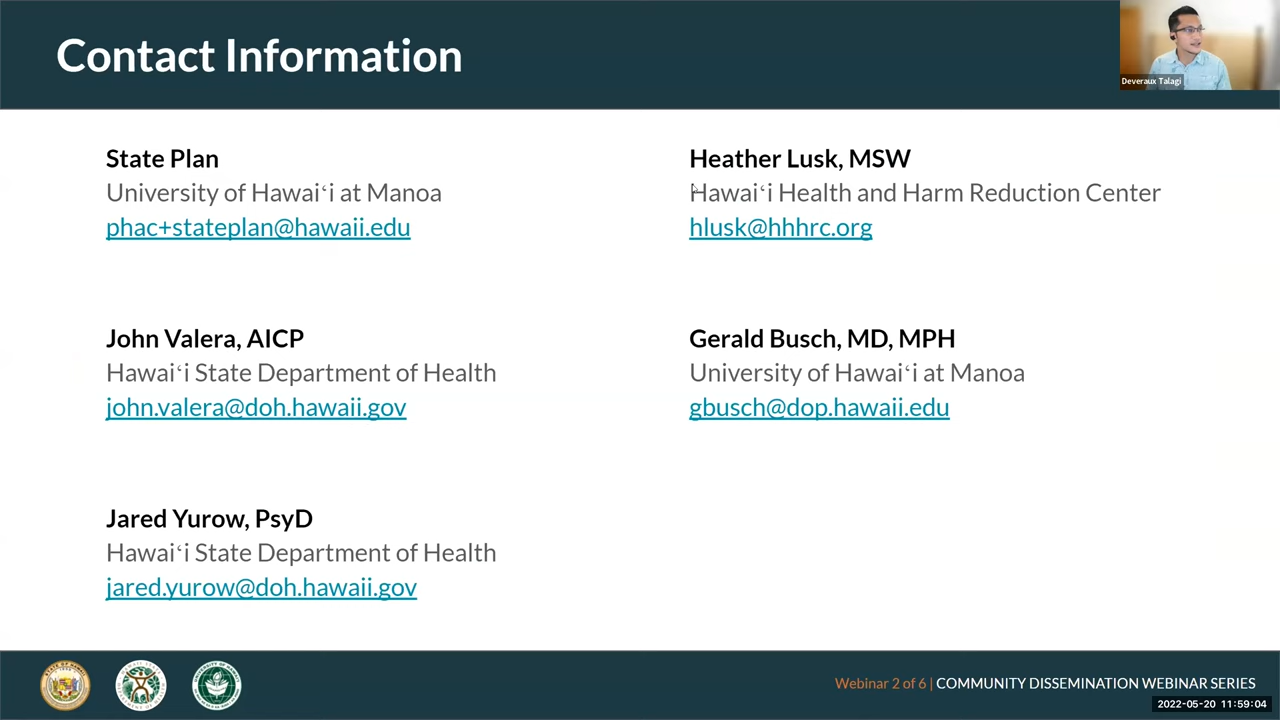 Contact Information
Deveraux Talagi
State Plan
University of Hawaiʻi at Manoa
phac+stateplan@hawaii.edu
Heather Lusk, MSW
Hawaiʻi Health and Harm Reduction Center
hlusk@hhhrc.org
John Valera, AICP
Hawaiʻi State Department of Health
john.valera@doh.hawaii.gov
Gerald Busch, MD, MPH
University of Hawaiʻi at Manoa
gbusch@dop.hawaii.edu
Jared Yurow, PsyD
Hawaiʻi State Department of Health
jared.yurow@doh.hawaii.gov
STATE OF HAWAII
Webinar 2 of 6 | COMMUNITY DISSEMINATION WEBINAR SERIES
2022-05-20 11:59:04